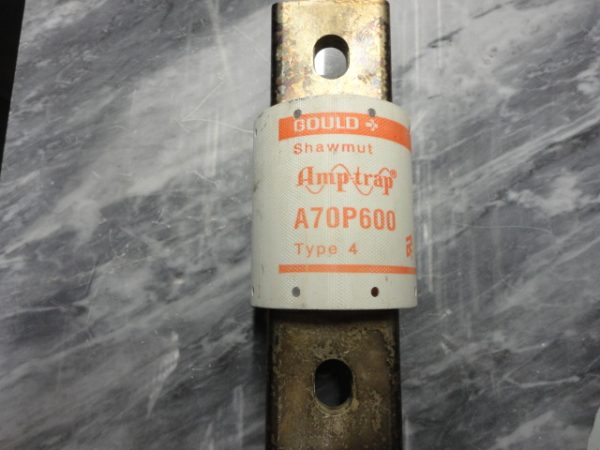 GOULD
Shawmut
Amp-trap®
A70P600
Type 4